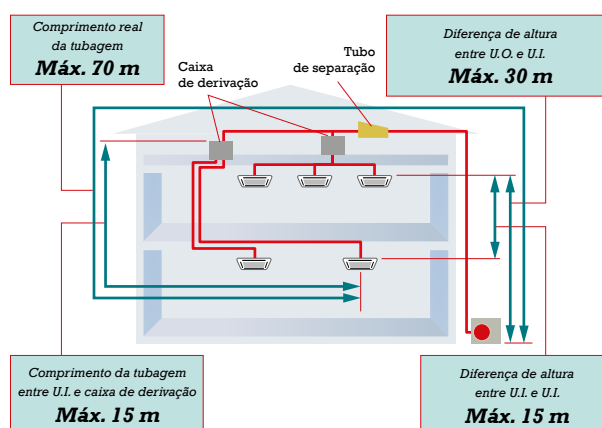 Comprimento real
da tubagem
Máx. 70 m
Caixa
de derivação
Tubo
de separação
Diferença de altura
entre U.O. e U.I.
Máx. 30 m
Comprimento da tubagem
entre U.I. e caixa de derivação
Máx. 15 m
Diferença de altura
entre U.I. e U.I.
Máx. 15 m